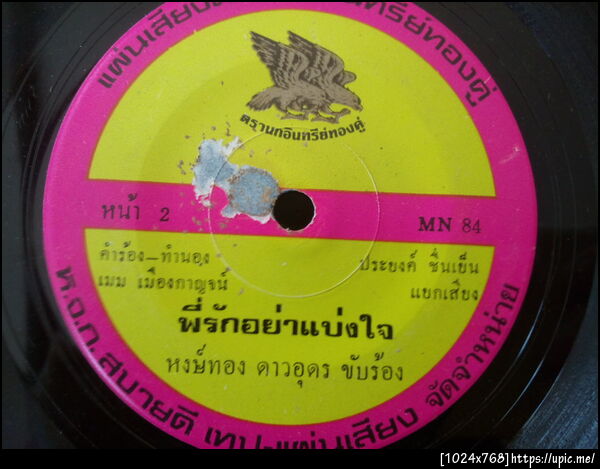 แผ่นเสียง
ทรีย์ทองคู่
ตรานกอินทรีย์ทองคู่
หน้า 2
MN 84
คำร้อง-ทำนอง
เมม เมืองกาญจน์
ประยงค์ ชื่นเย็น
แยกเสียง
พี่รักอย่าแบ่งใจ
หงษ์ทอง ดาวอุดร ขับร้อง
ห.จ.ก. สบายดี เทป-แผ่นเสียง จัดจำหน่าย
[1024x768]https://upic.me/